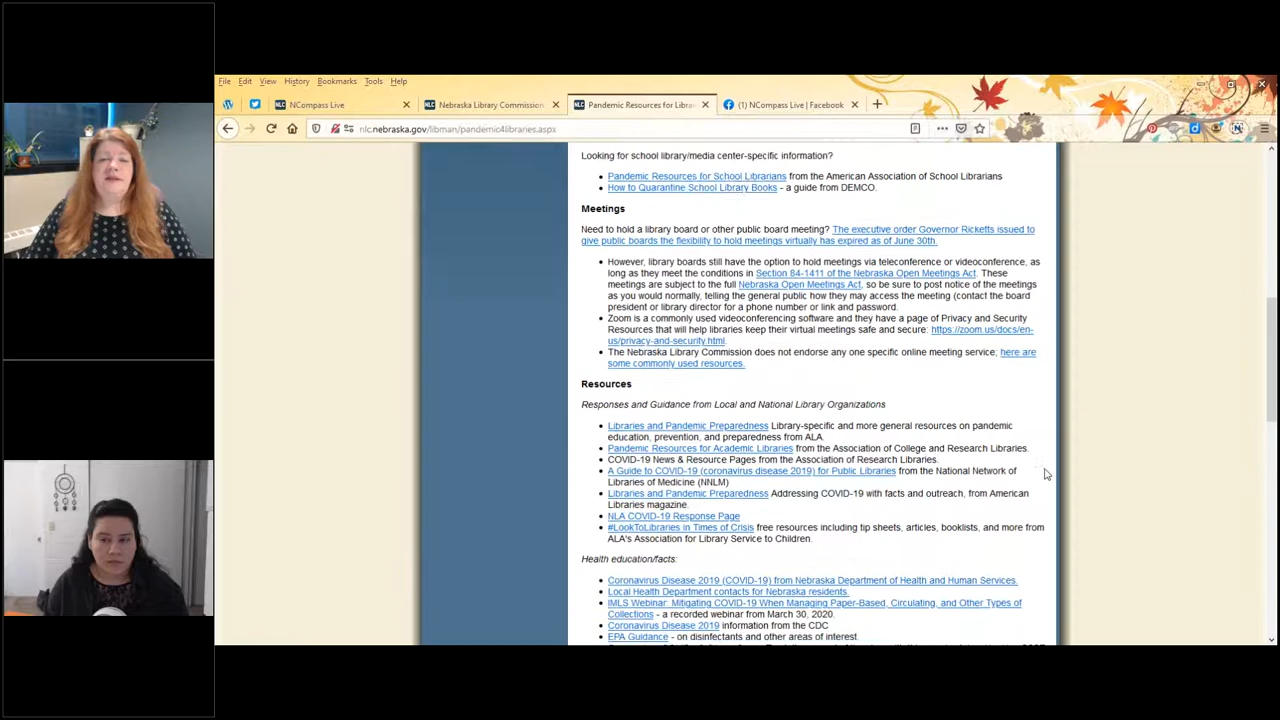 File Edit View History Bookmarks Tools Help
NLC NCompass Live × NLC Nebraska Library Commission × NLC Pandemic Resources for Libra × (1) NCompass Live | Facebook × +
nlc.nebraska.gov/libman/pandemic4libraries.aspx
Looking for school library/media center-specific information?
• Pandemic Resources for School Librarians from the American Association of School Librarians
• How to Quarantine School Library Books - a guide from DEMCO.
Meetings
Need to hold a library board or other public board meeting? The executive order Governor Ricketts issued to
give public boards the flexibility to hold meetings virtually has expired as of June 30th.
• However, library boards still have the option to hold meetings via teleconference or videoconference, as
long as they meet the conditions in Section 84-1411 of the Nebraska Open Meetings Act. These
meetings are subject to the full Nebraska Open Meetings Act, so be sure to post notice of the meetings
as you would normally, telling the general public how they may access the meeting (contact the board
president or library director for a phone number or link and password.
• Zoom is a commonly used videoconferencing software and they have a page of Privacy and Security
Resources that will help libraries keep their virtual meetings safe and secure: https://zoom.us/docs/en-
us/privacy-and-security.html.
• The Nebraska Library Commission does not endorse any one specific online meeting service; here are
some commonly used resources.
Resources
Responses and Guidance from Local and National Library Organizations
• Libraries and Pandemic Preparedness Library-specific and more general resources on pandemic
education, prevention, and preparedness from ALA.
• Pandemic Resources for Academic Libraries from the Association of College and Research Libraries.
• COVID-19 News & Resource Pages from the Association of Research Libraries.
• A Guide to COVID-19 (coronavirus disease 2019) for Public Libraries from the National Network of
Libraries of Medicine (NNLM)
• Libraries and Pandemic Preparedness Addressing COVID-19 with facts and outreach, from American
Libraries magazine.
• NLA COVID-19 Response Page
• #LookToLibraries in Times of Crisis free resources including tip sheets, articles, booklists, and more from
ALA's Association for Library Service to Children.
Health education/facts:
• Coronavirus Disease 2019 (COVID-19) from Nebraska Department of Health and Human Services.
• Local Health Department contacts for Nebraska residents.
• IMLS Webinar: Mitigating COVID-19 When Managing Paper-Based, Circulating, and Other Types of
Collections - a recorded webinar from March 30, 2020.
• Coronavirus Disease 2019 information from the CDC
• EPA Guidance - on disinfectants and other areas of interest.